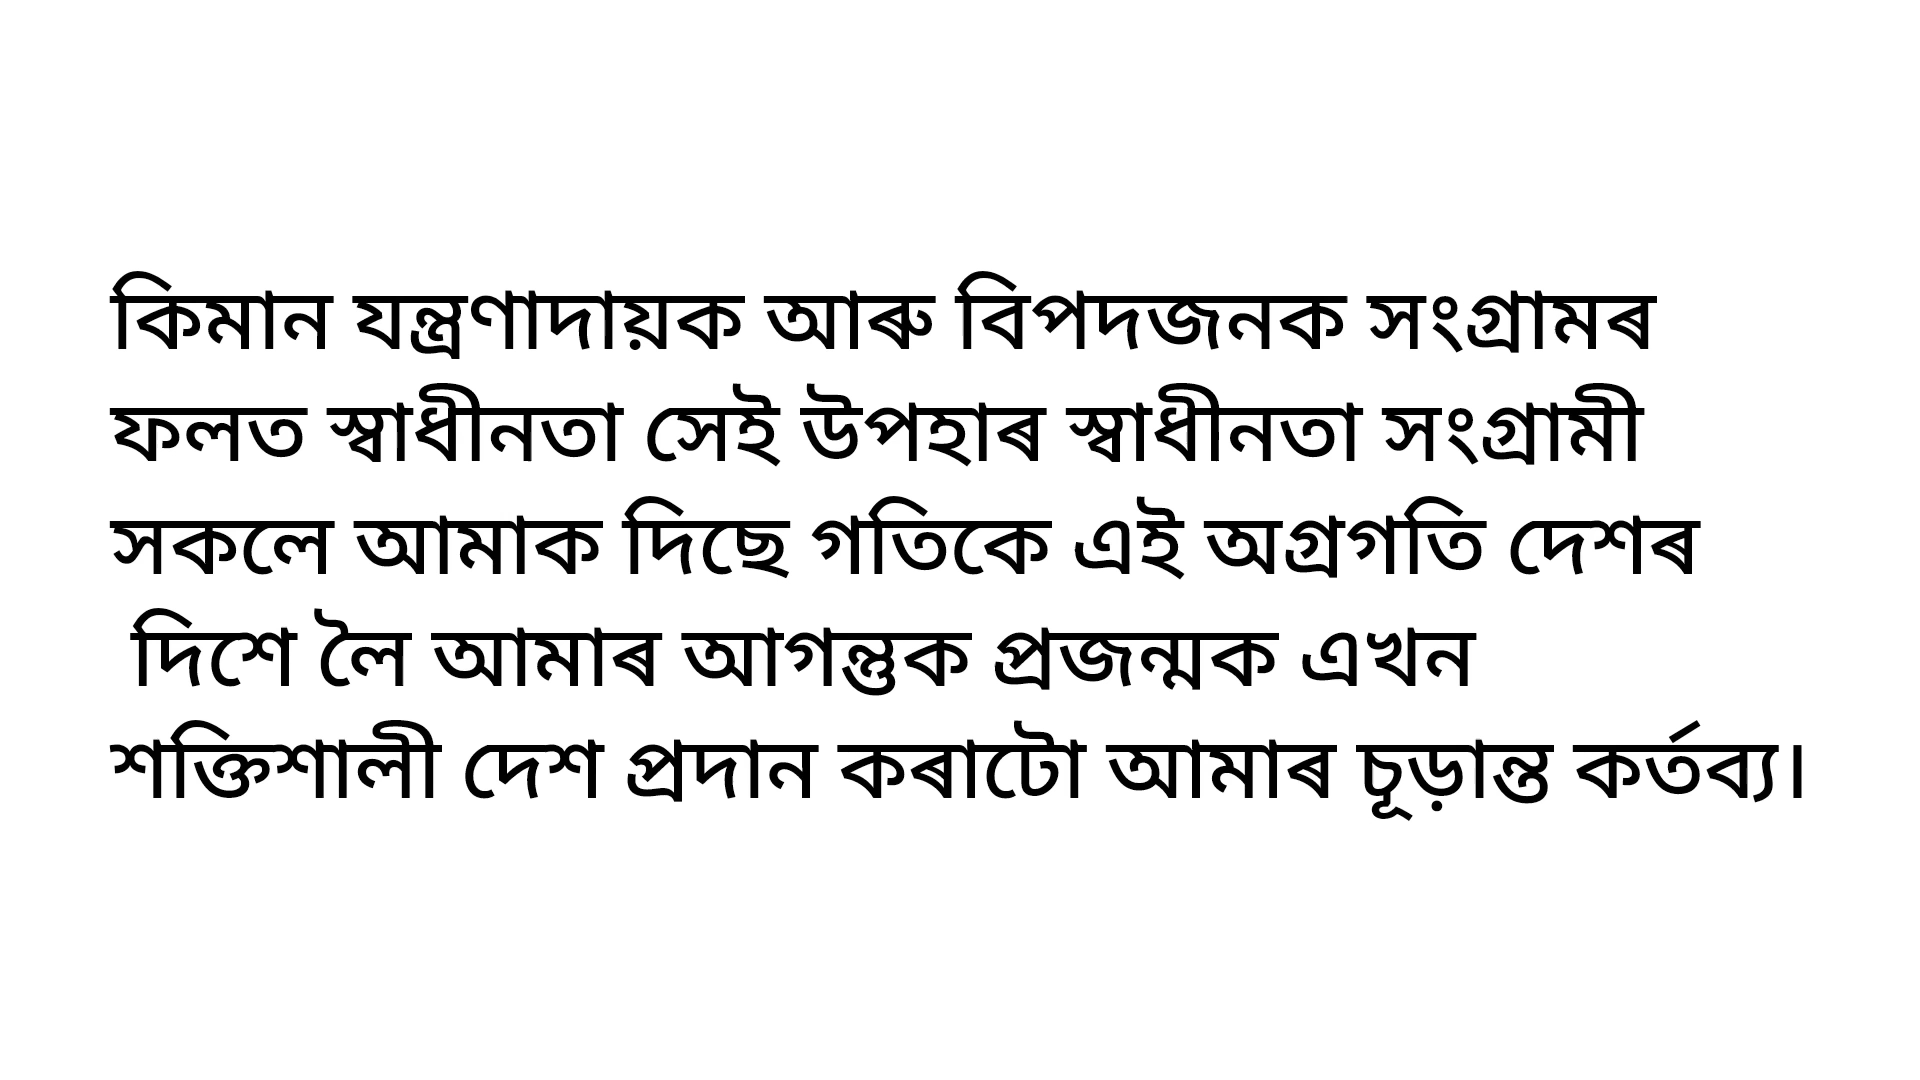 কিমান যন্ত্ৰণাদায়ক আৰু বিপদজনক সংগ্ৰামৰ
ফলত স্বাধীনতা সেই উপহাৰ স্বাধীনতা সংগ্ৰামী
সকলে আমাক দিছে গতিকে এই অগ্ৰগতি দেশৰ
দিশে লৈ আমাৰ আগন্তুক প্ৰজন্মক এখন
শক্তিশালী দেশ প্ৰদান কৰাটো আমাৰ চূড়ান্ত কৰ্তব্য।